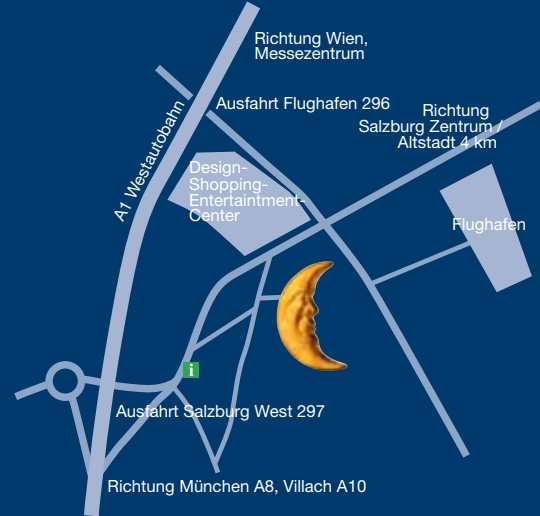 Richtung Wien,
Messezentrum
Ausfahrt Flughafen 296
Richtung
Salzburg Zentrum /
Altstadt 4 km
A1 Westautobahn
Design-
Shopping-
Entertaintment-
Center
Flughafen
i
Ausfahrt Salzburg West 297
Richtung München A8, Villach A10